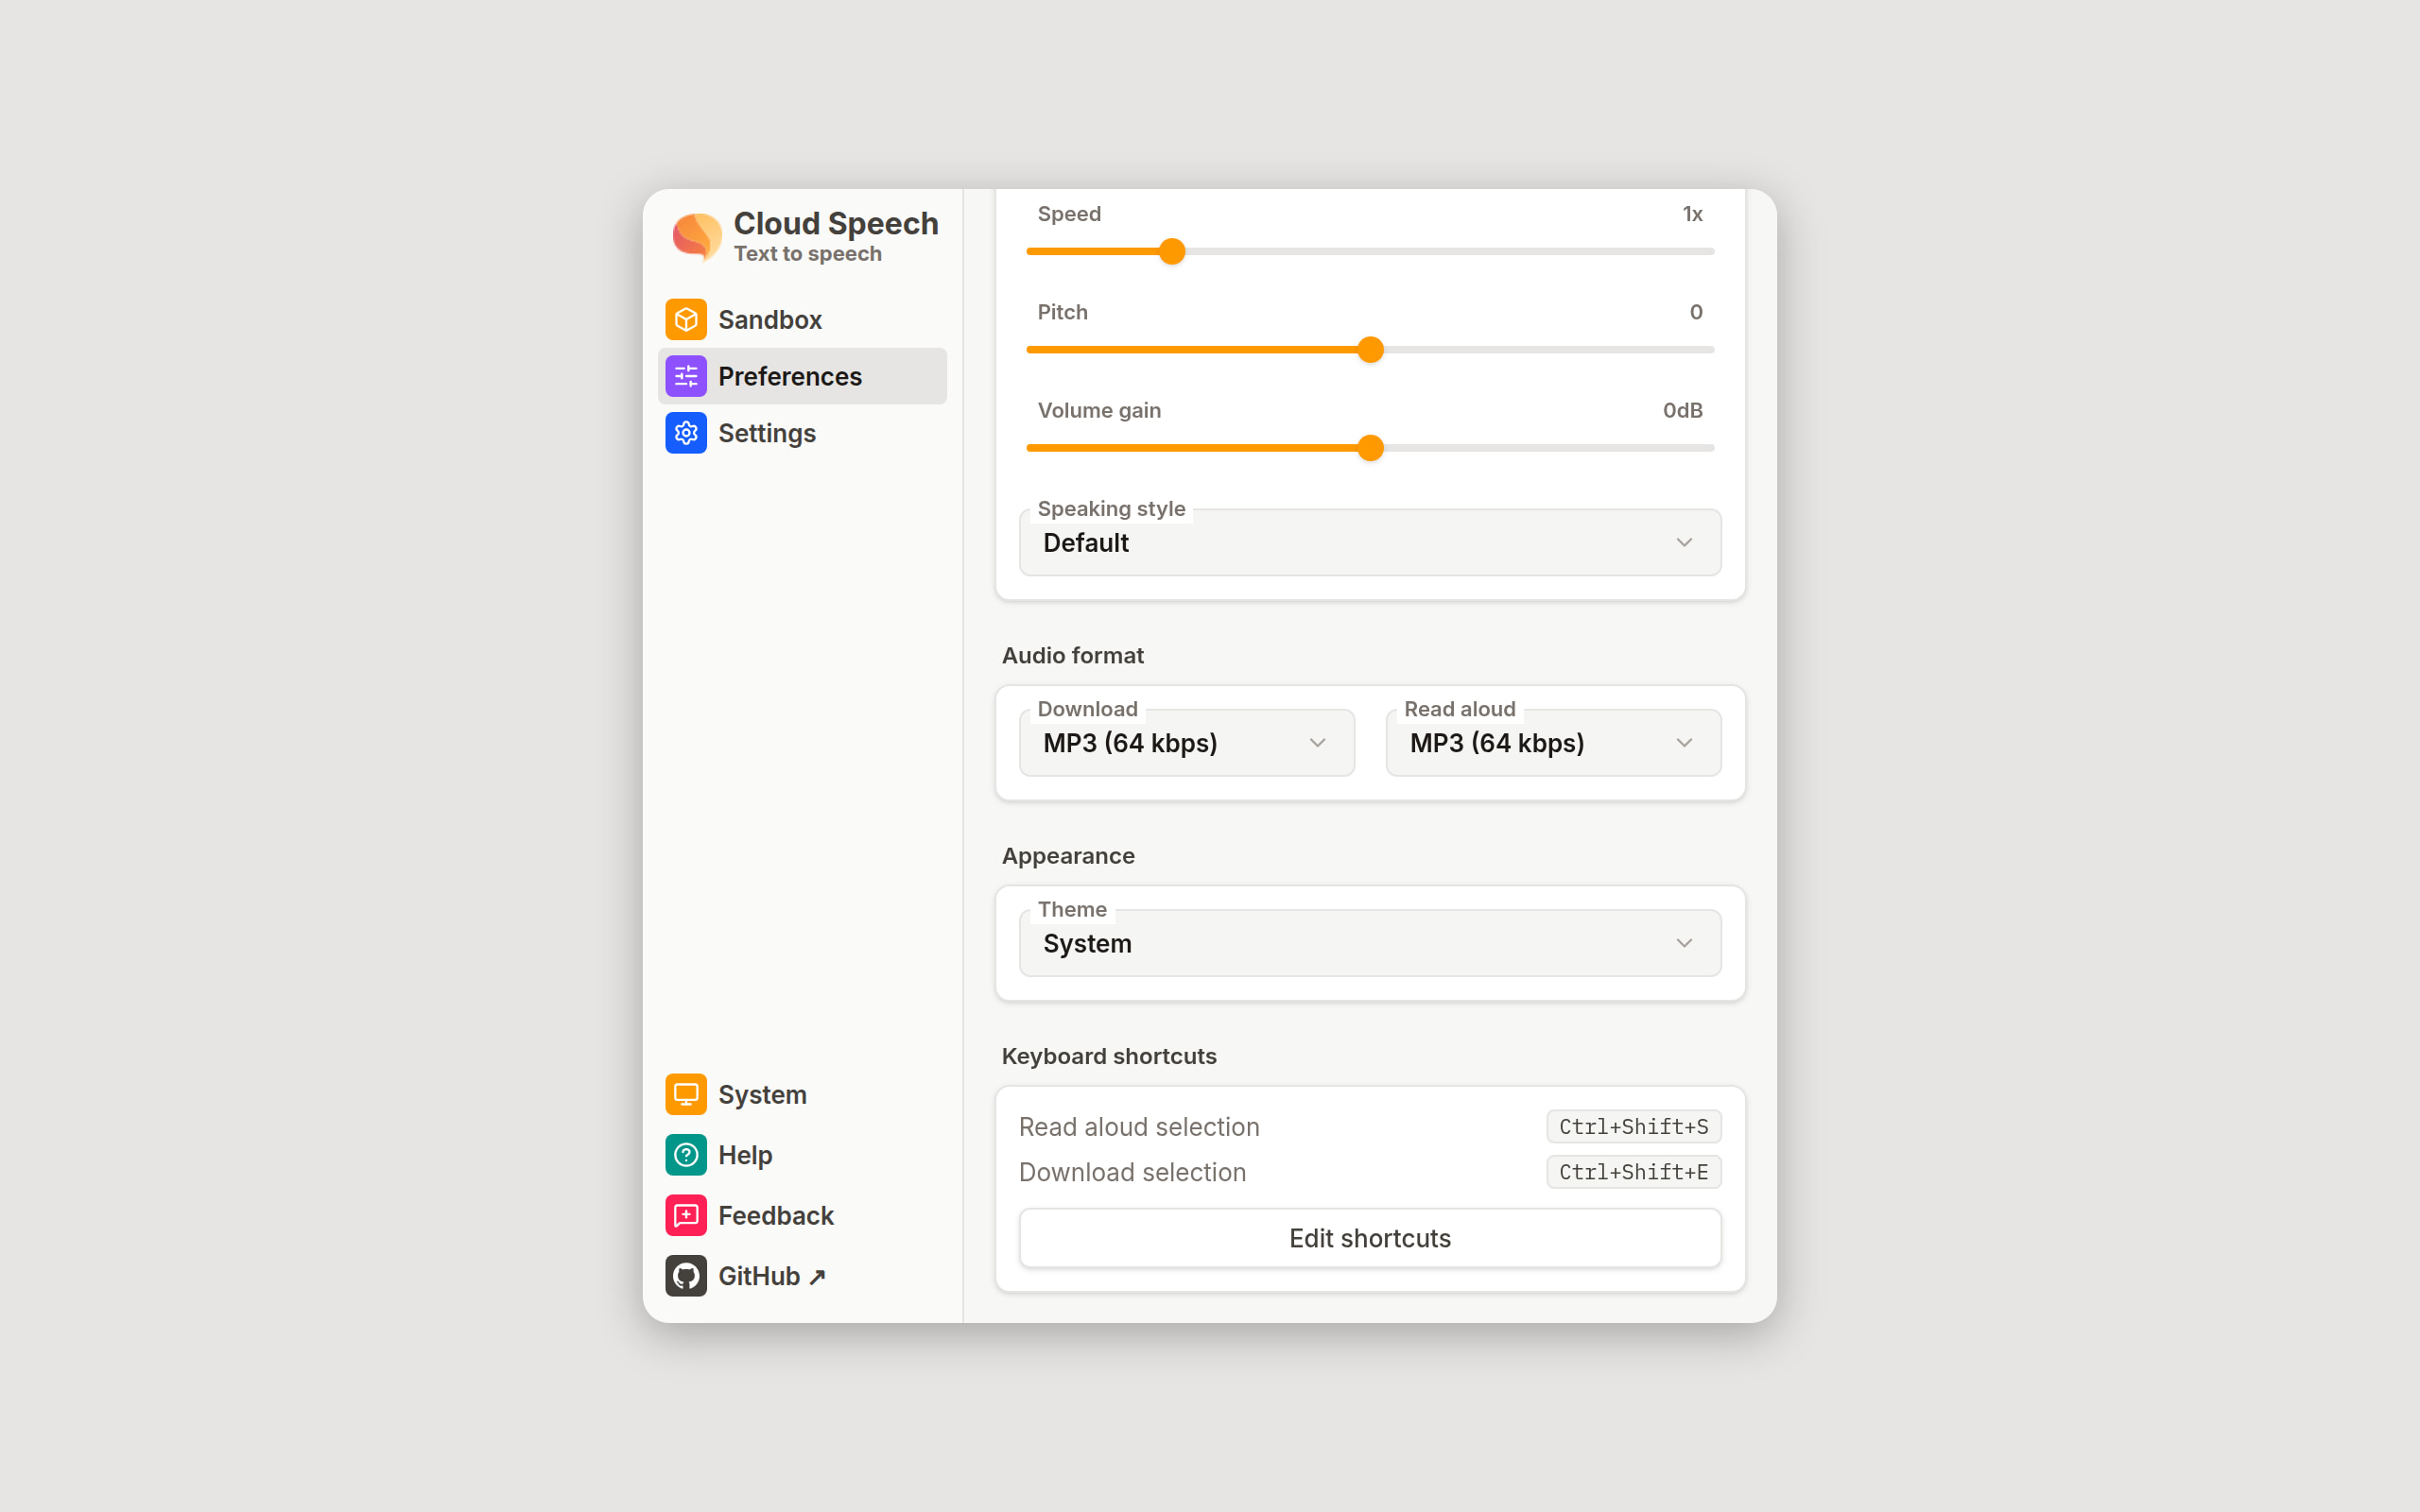 Cloud Speech
Text to speech
Sandbox
Preferences
Settings
System
Help
Feedback
GitHub ↗
Speed 1x
Pitch 0
Volume gain 0dB
Speaking style
Default
Audio format
Download Read aloud
MP3 (64 kbps) MP3 (64 kbps)
Appearance
Theme
System
Keyboard shortcuts
Read aloud selection Ctrl+Shift+S
Download selection Ctrl+Shift+E
Edit shortcuts